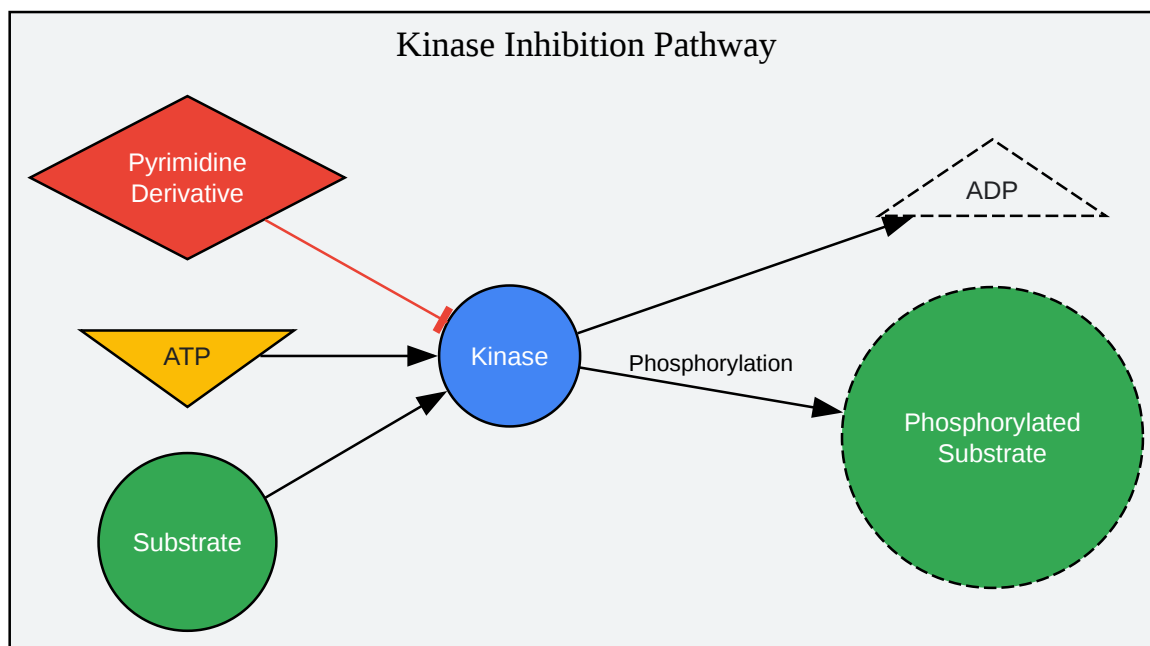 Kinase Inhibition Pathway
Pyrimidine
Derivative
ADP
ATP
Kinase
Phosphorylation
Phosphorylated
Substrate
Substrate